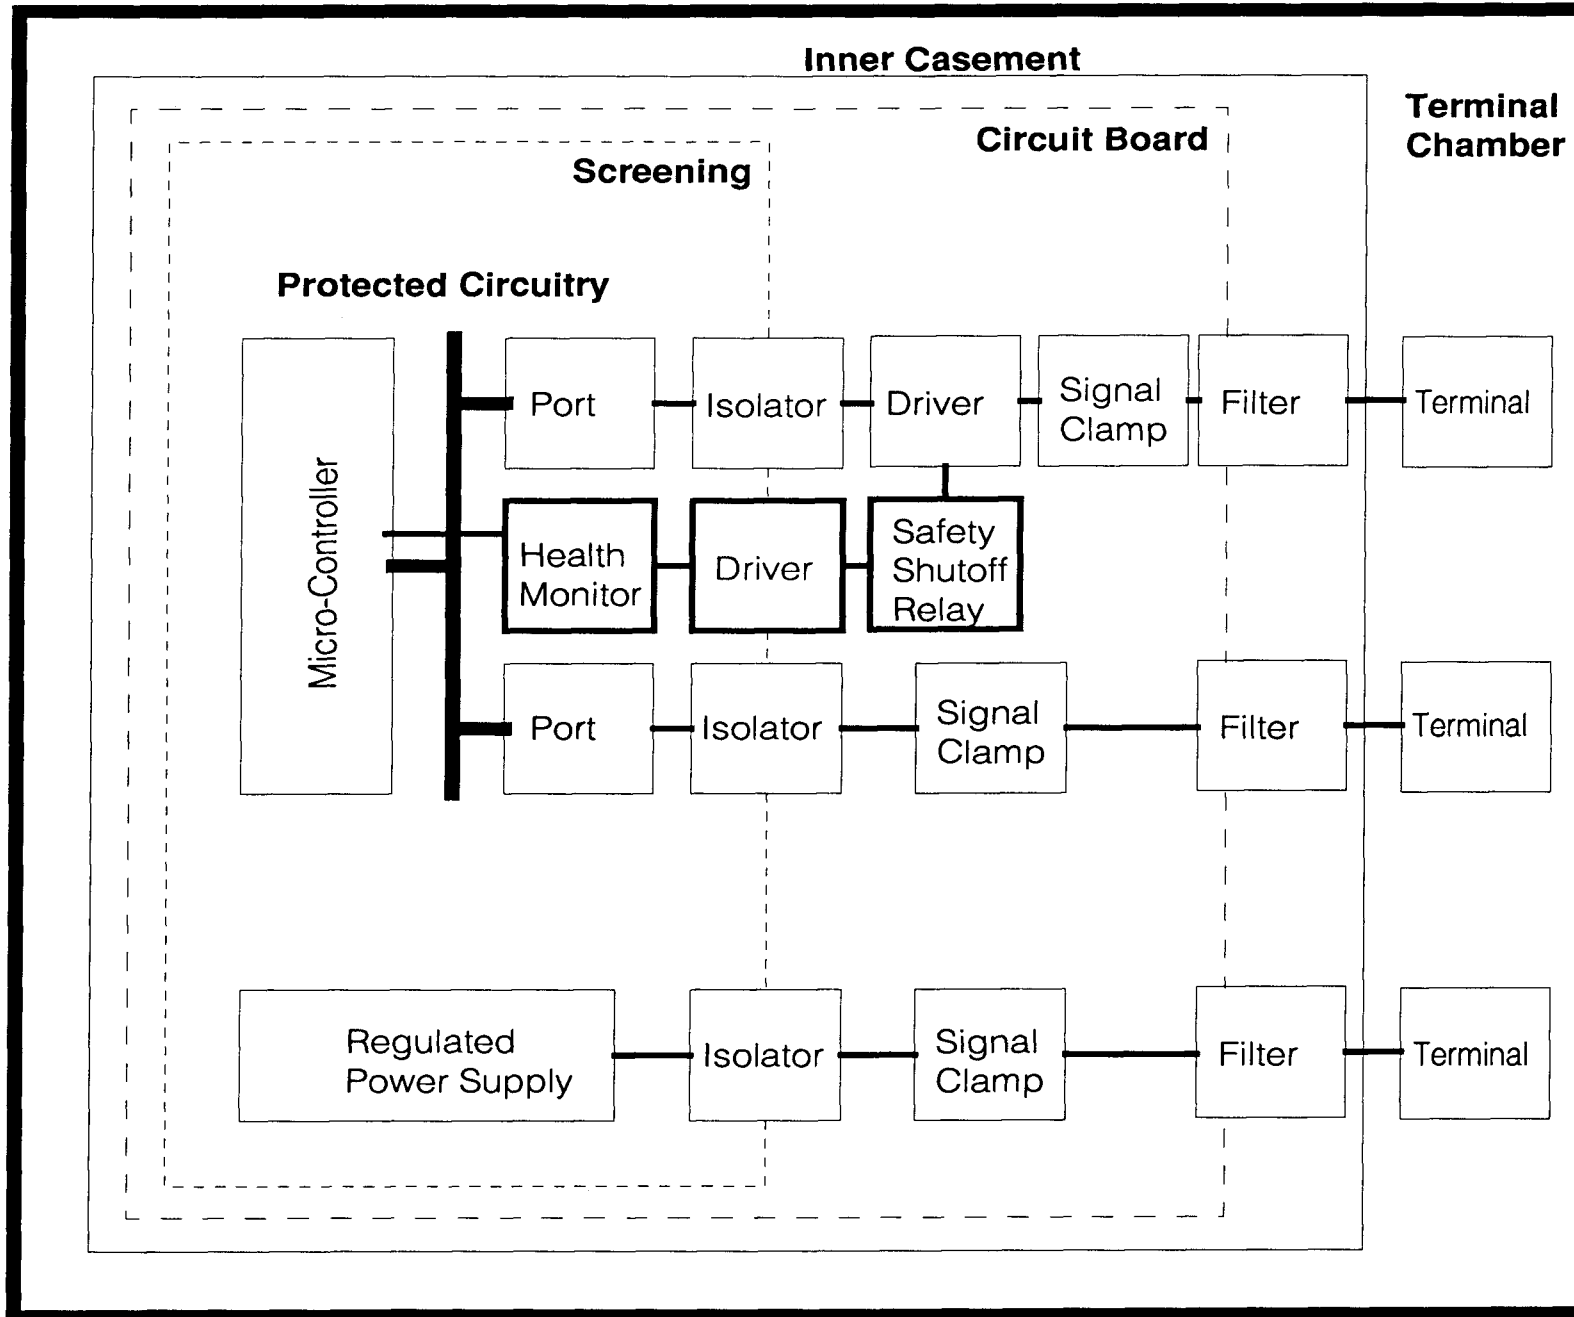 Inner Casement
Terminal
Chamber
Circuit Board
Screening
Protected Circuitry
Micro-Controller
Port
Isolator
Driver
Signal
Clamp
Filter
Terminal
Health
Monitor
Driver
Safety
Shutoff
Relay
Port
Isolator
Signal
Clamp
Filter
Terminal
Regulated
Power Supply
Isolator
Signal
Clamp
Filter
Terminal